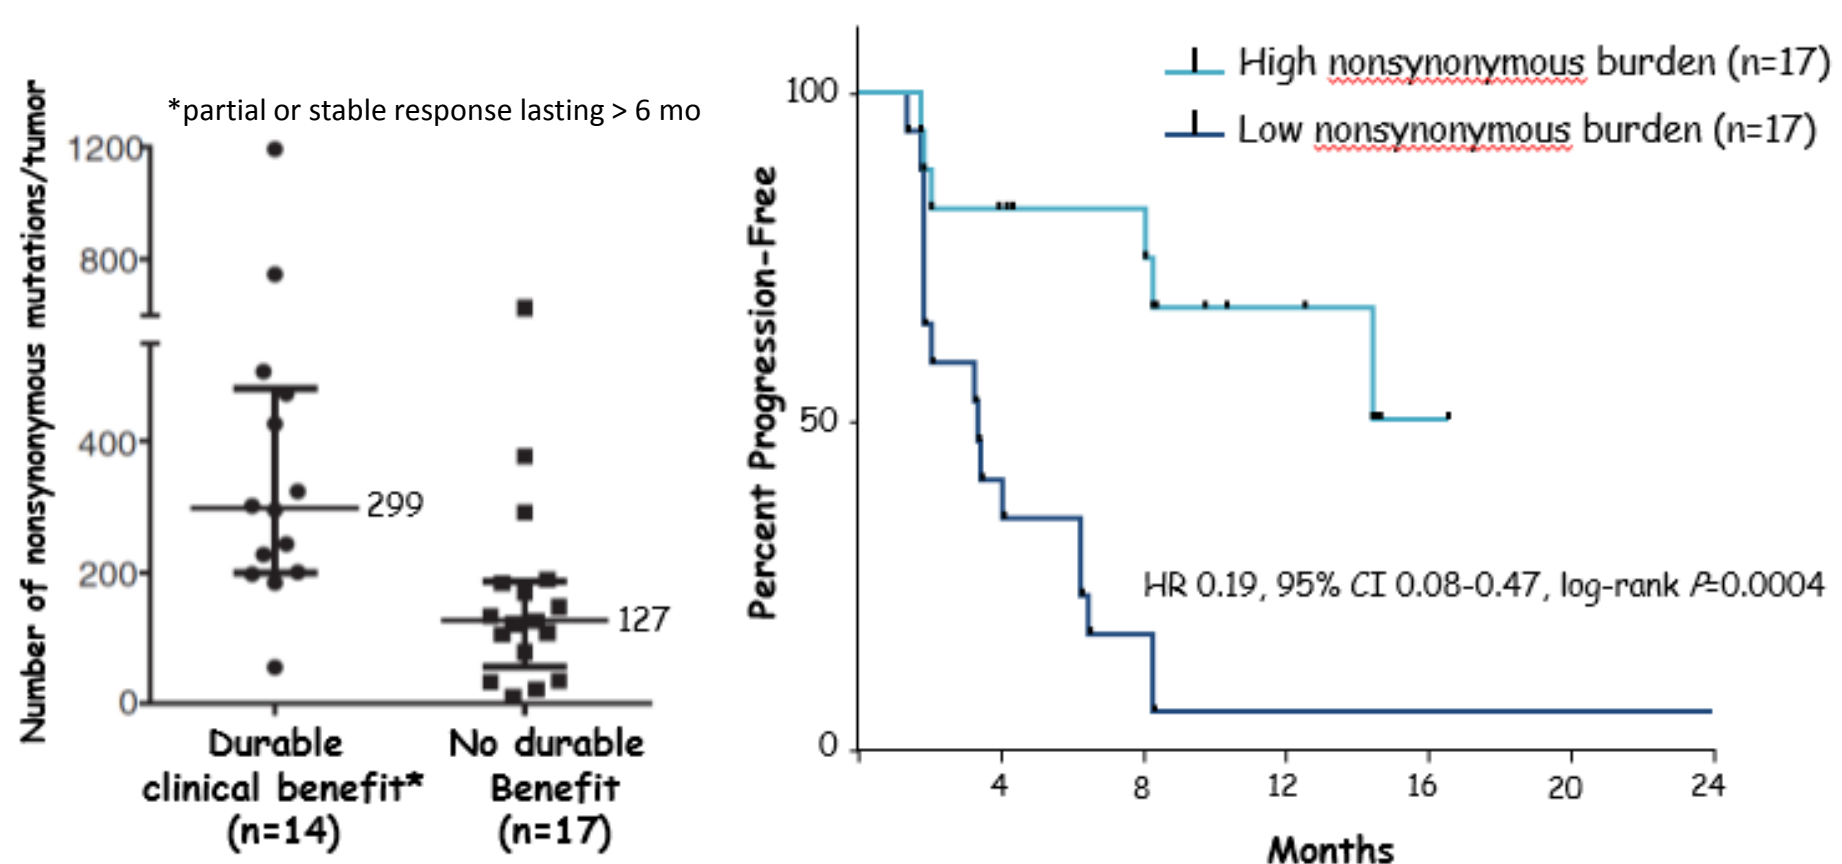 Number of nonsynonymous mutations/tumor
*partial or stable response lasting > 6 mo
1200
800
400
200
0
299
127
Durable
clinical benefit*
(n=14)
No durable
Benefit
(n=17)
Percent Progression-Free
100
50
0
High nonsynonymous burden (n=17)
Low nonsynonymous burden (n=17)
HR 0.19, 95% CI 0.08-0.47, log-rank P=0.0004
4 8 12 16 20 24
Months